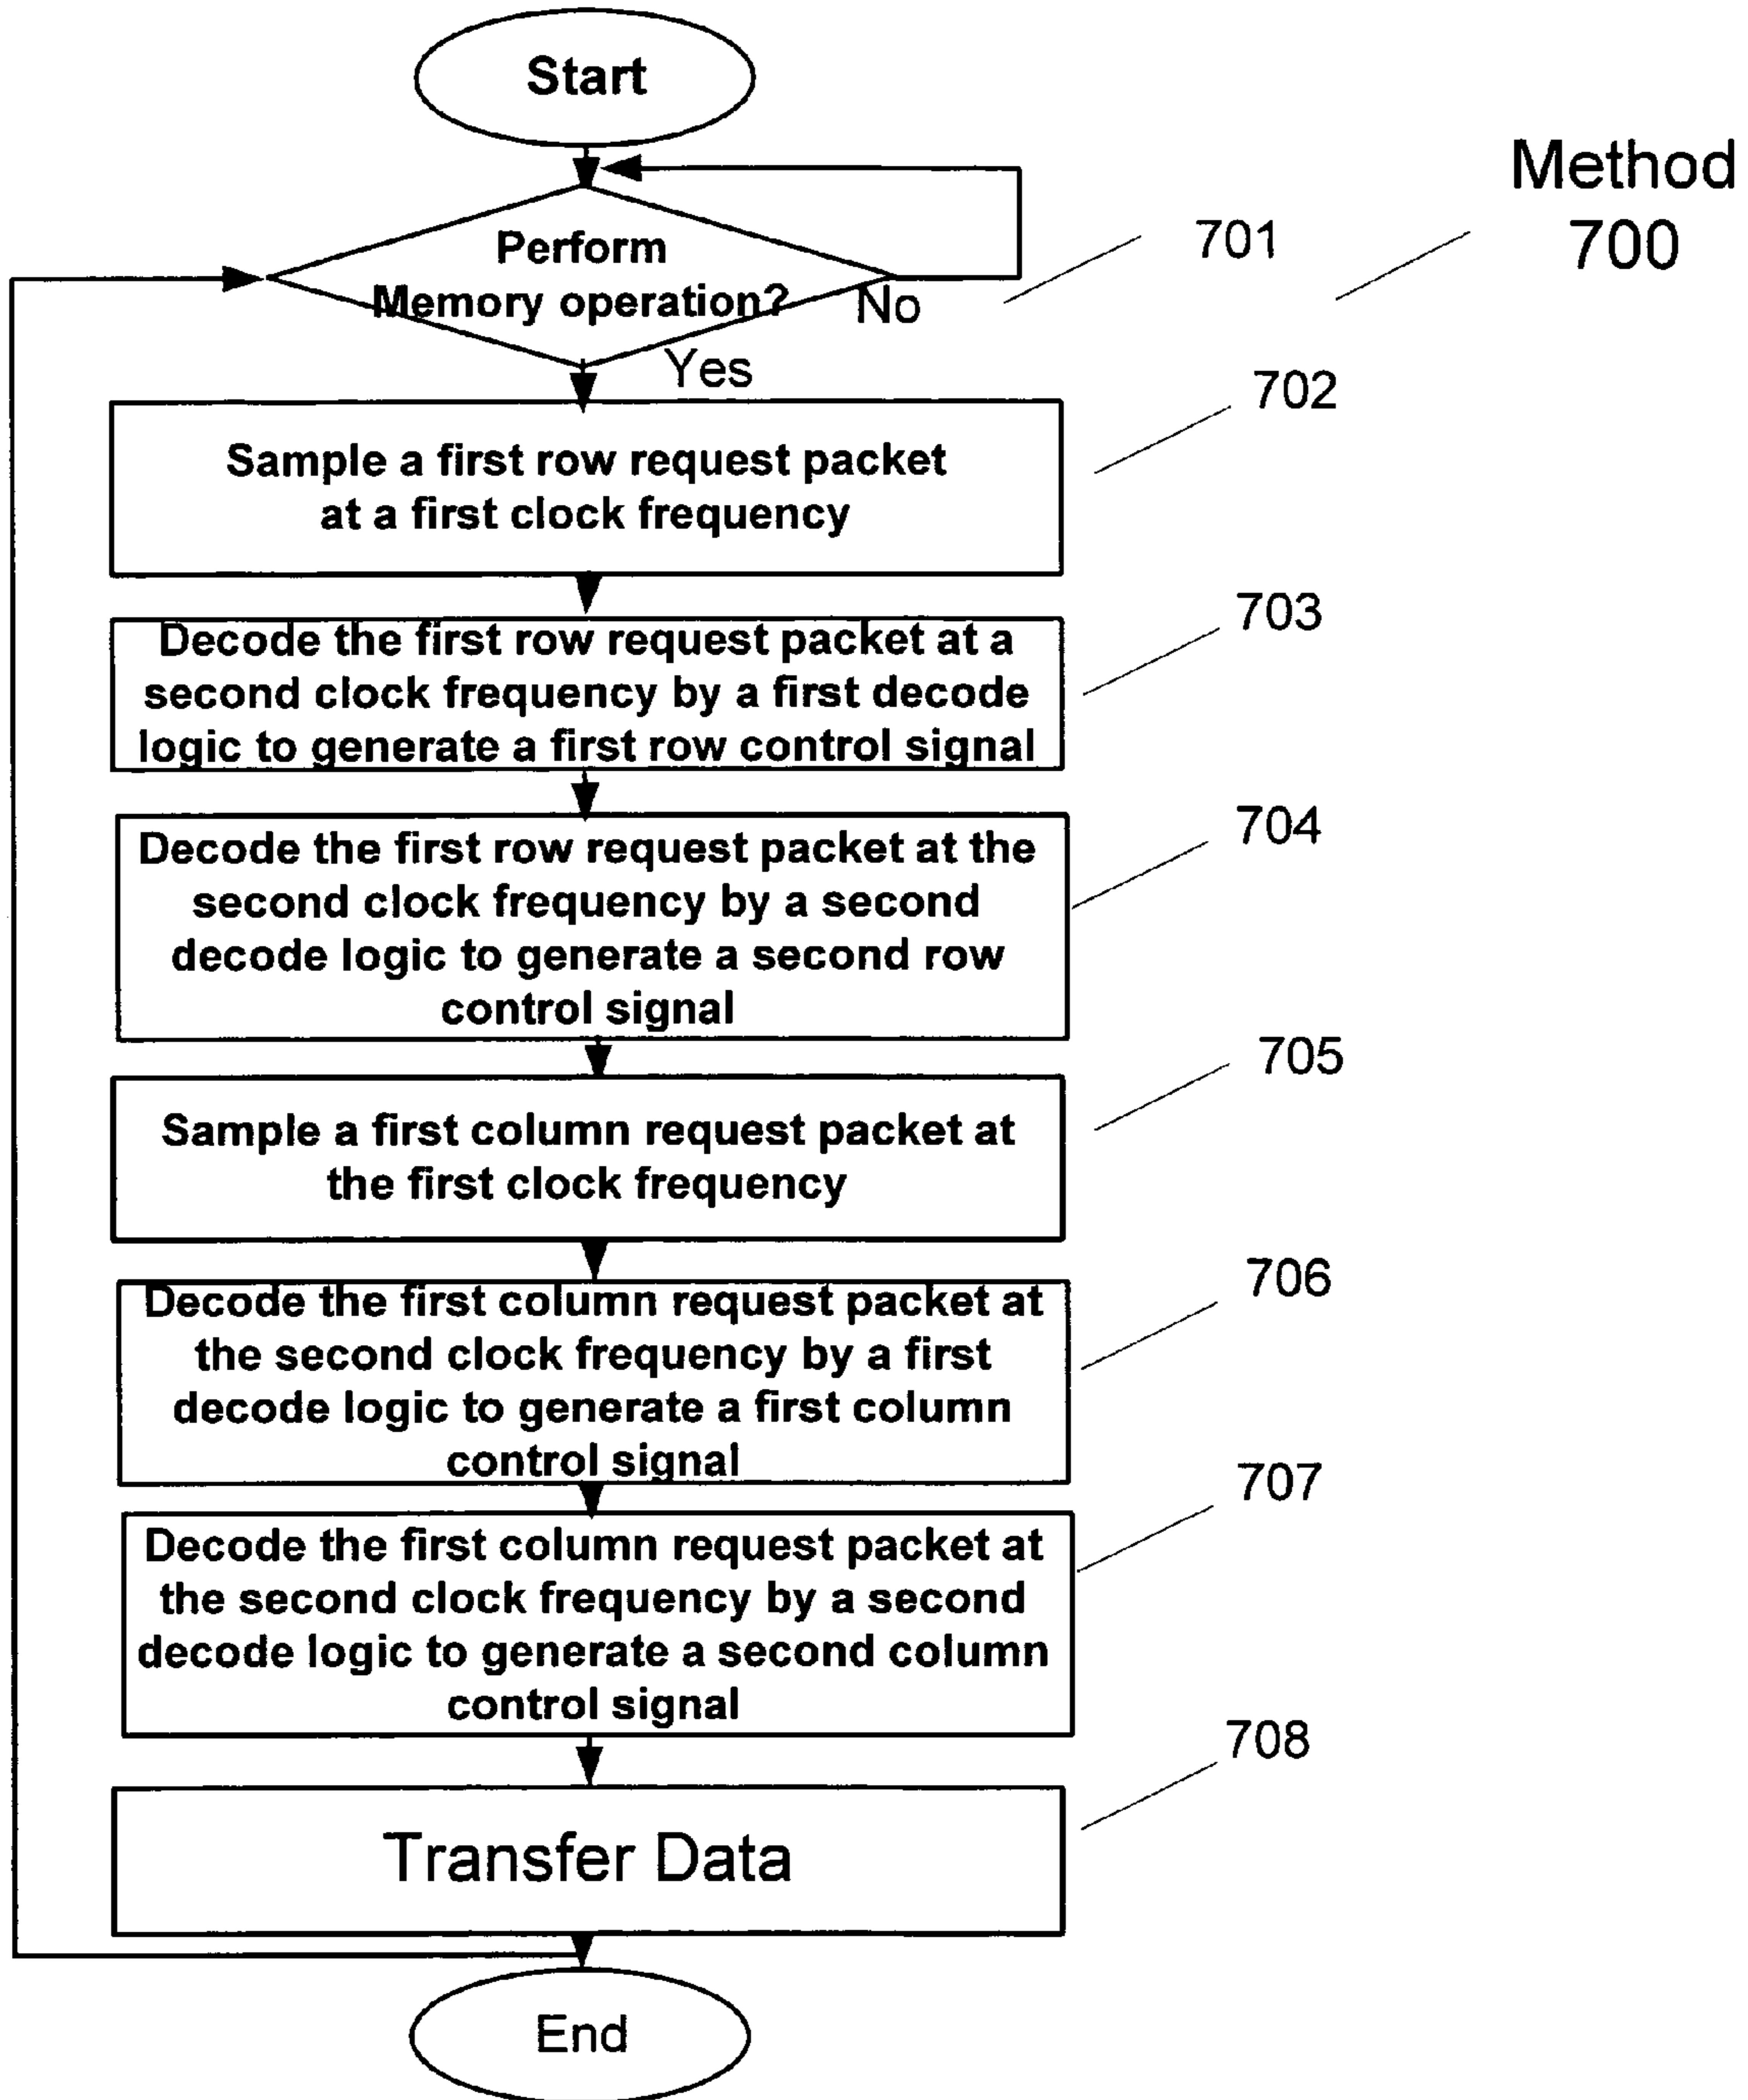 Start
Method
700
Perform
Memory operation?
701
No
Yes
702
Sample a first row request packet
at a first clock frequency
703
Decode the first row request packet at a
second clock frequency by a first decode
logic to generate a first row control signal
704
Decode the first row request packet at the
second clock frequency by a second
decode logic to generate a second row
control signal
705
Sample a first column request packet at
the first clock frequency
706
Decode the first column request packet at
the second clock frequency by a first
decode logic to generate a first column
control signal
707
Decode the first column request packet at
the second clock frequency by a second
decode logic to generate a second column
control signal
708
Transfer Data
End